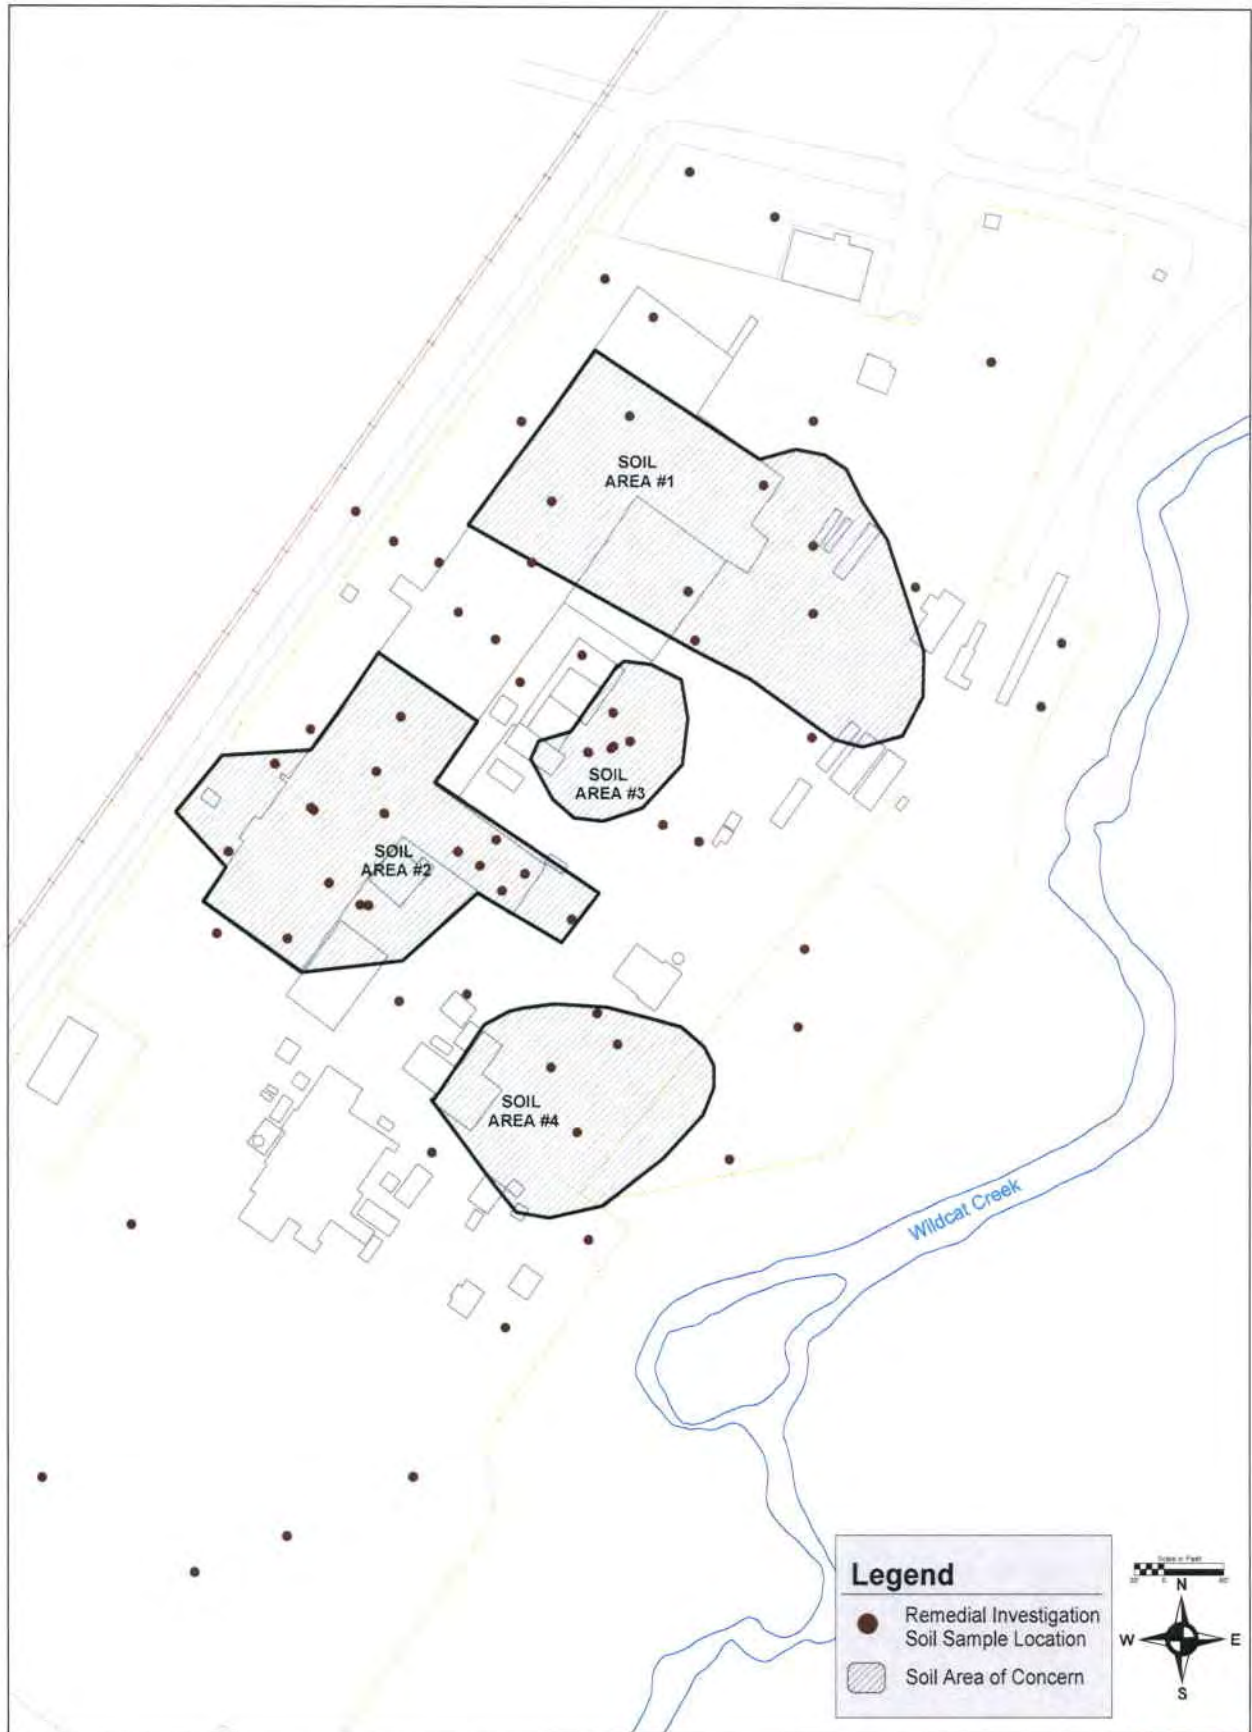 SOIL
AREA #1
SOIL
AREA #3
SOIL
AREA #2
SOIL
AREA #4
Wildcat Creek
Legend
Remedial Investigation
Soil Sample Location
Soil Area of Concern
N
W
E
S